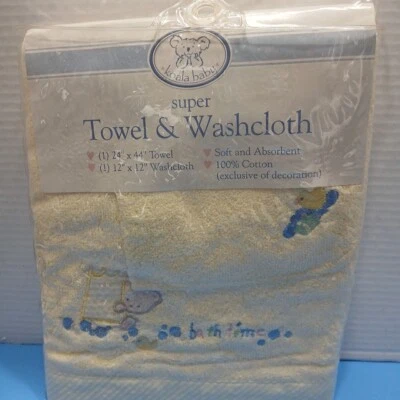 koala baby
super
Towel & Washcloth
(1) 24" x 44" Towel
(1) 12" x 12" Washcloth
Soft and Absorbent
100% Cotton
(exclusive of decoration)
bath time